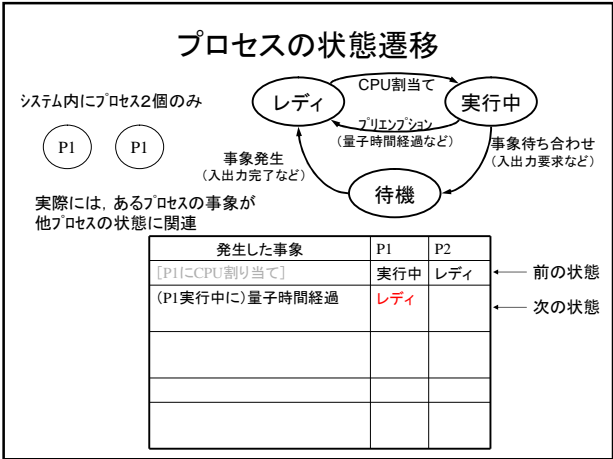 プロセスの状態遷移
システム内にプロセス2個のみ
P1
P1
レディ
CPU割当て
実行中
プリエンプション
(量子時間経過など)
事象発生
(入出力完了など)
事象待ち合わせ
(入出力要求など)
待機
実際には，あるプロセスの事象が
他プロセスの状態に関連
発生した事象 P1 P2
[P1にCPU割り当て] 実行中 レディ
前の状態
(P1実行中に)量子時間経過 レディ
次の状態